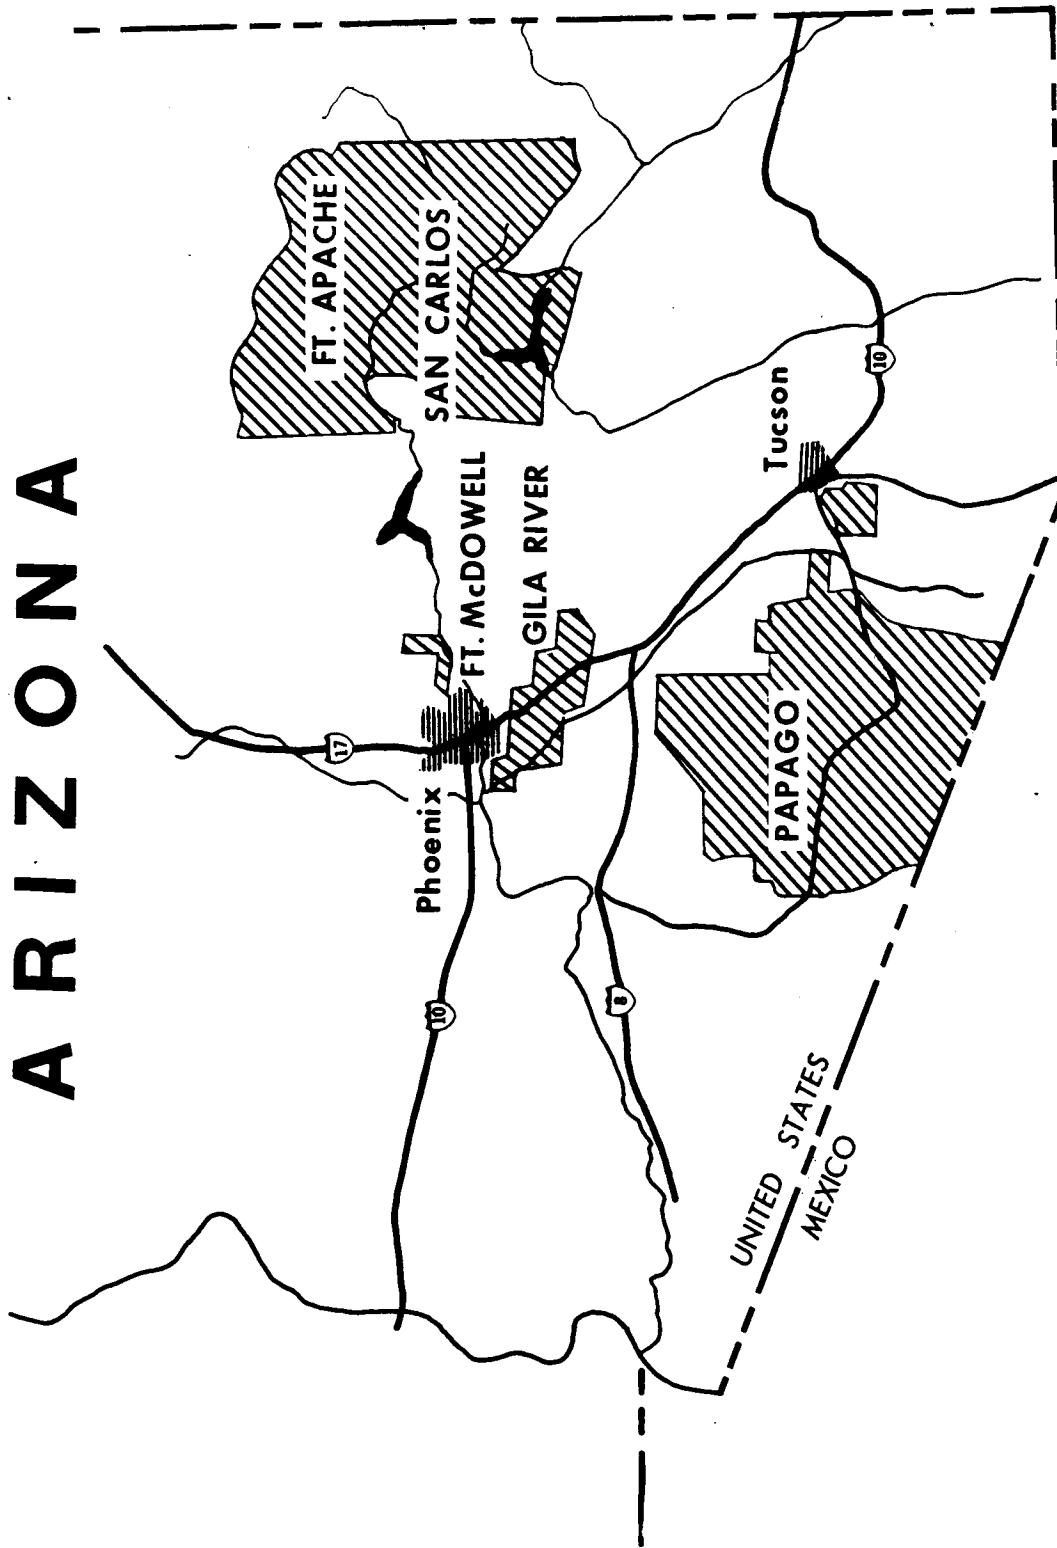 ARIZONA
FT. APACHE
SAN CARLOS
FT. McDOWELL
GILA RIVER
17
Phoenix
10
8
Tucson
10
PAPAGO
UNITED STATES
MEXICO